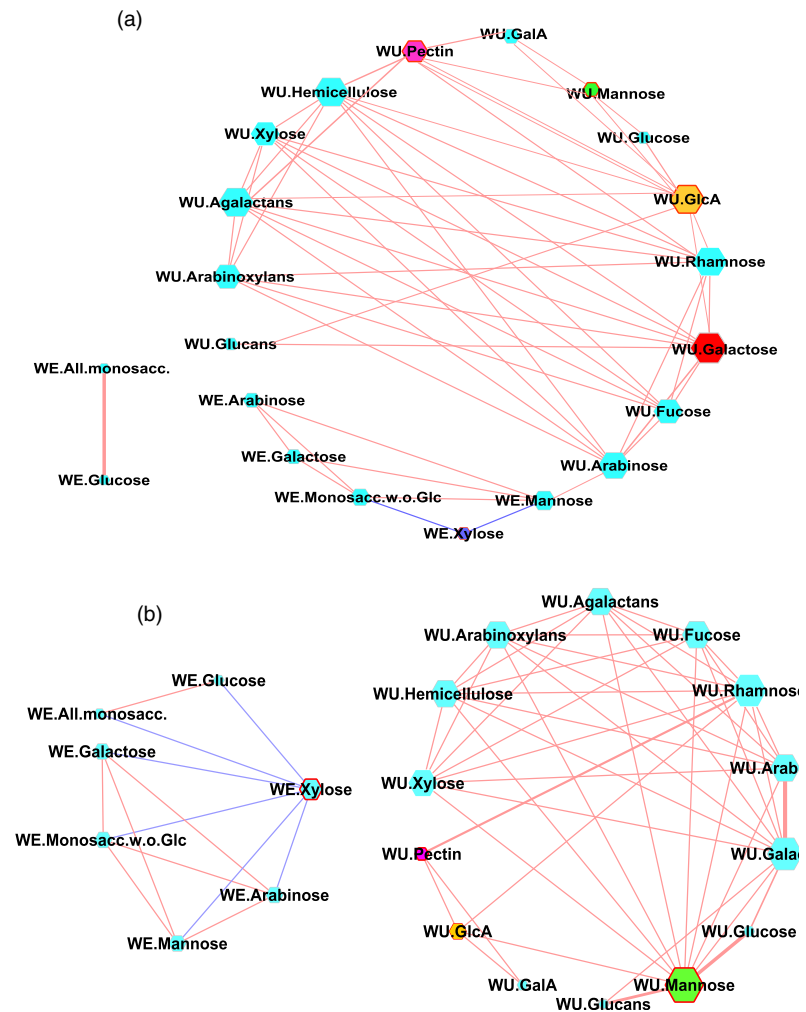 (a)
WU.GalA
WU.Pectin
WU.Hemicellulose
WU.Mannose
WU.Xylose
WU.Glucose
WU.Agalactans
WU.GlcA
WU.Rhamnose
WU.Arabinoxylans
WU.Glucans
WU.Galactose
WE.All.monosacc.
WE.Arabinose
WU.Fucose
WE.Galactose
WU.Arabinose
WE.Glucose
WE.Monosacc.w.o.Glc
WE.Mannose
WE.Xylose
(b)
WU.Agalactans
WU.Arabinoxylans
WU.Fucose
WE.Glucose
WU.Hemicellulose
WU.Rhamnose
WE.All.monosacc.
WE.Galactose
WU.Arab
WE.Xylose
WU.Xylose
WE.Monosacc.w.o.Glc
WU.Pectin
WU.Galac
WE.Arabinose
WU.GlcA
WU.Glucose
WE.Mannose
WU.GalA
WU.Mannose
WU.Glucans